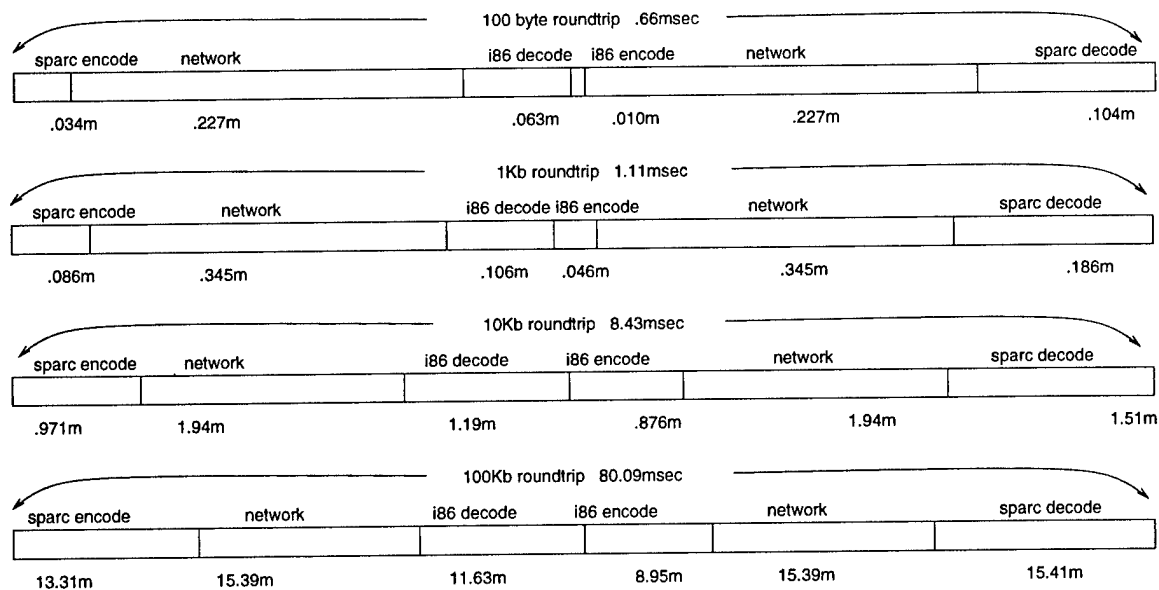 100 byte roundtrip .66msec
sparc encode network i86 decode i86 encode network sparc decode
.034m .227m .063m .010m .227m .104m
1Kb roundtrip 1.11msec
sparc encode network i86 decode i86 encode network sparc decode
.086m .345m .106m .046m .345m .186m
10Kb roundtrip 8.43msec
sparc encode network i86 decode i86 encode network sparc decode
.971m 1.94m 1.19m .876m 1.94m 1.51m
100Kb roundtrip 80.09msec
sparc encode network i86 decode i86 encode network sparc decode
13.31m 15.39m 11.63m 8.95m 15.39m 15.41m